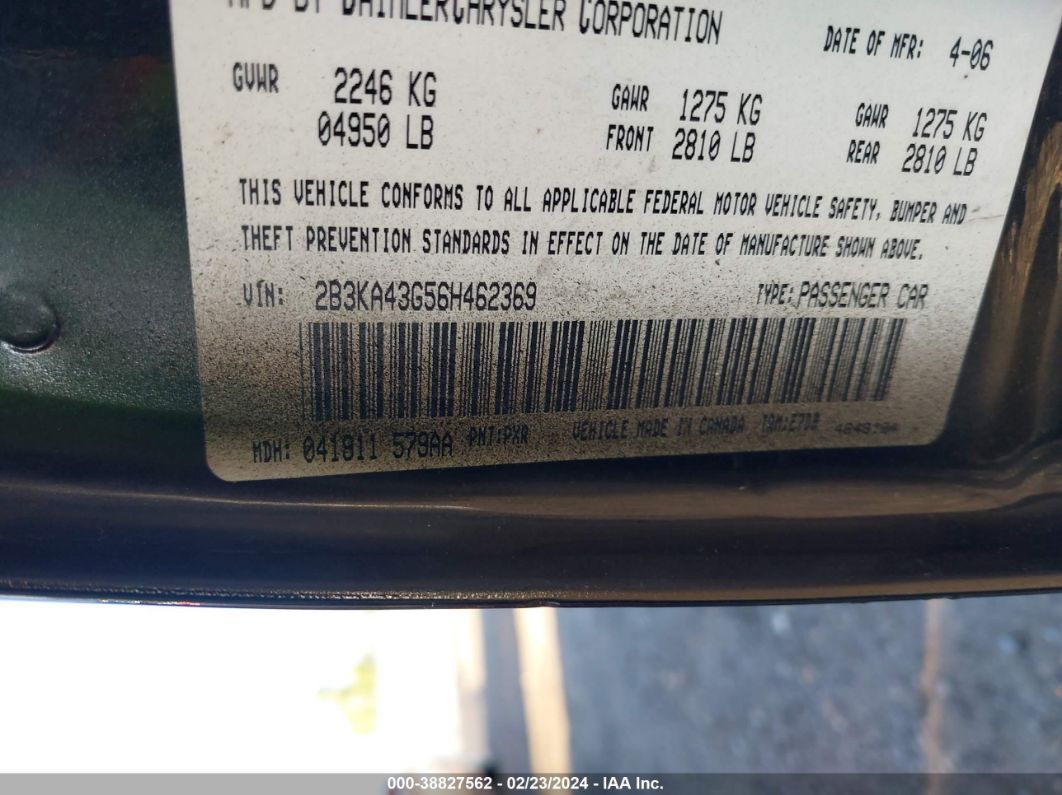 MFD BY DAIMLERCHRYSLER CORPORATION
DATE OF MFR: 4-06
GVWR 2246 KG
04950 LB
GAWR FRONT 1275 KG
2810 LB
GAWR REAR 1275 KG
2810 LB
THIS VEHICLE CONFORMS TO ALL APPLICABLE FEDERAL MOTOR VEHICLE SAFETY, BUMPER AND
THEFT PREVENTION STANDARDS IN EFFECT ON THE DATE OF MANUFACTURE SHOWN ABOVE.
VIN: 2B3KA43G56H462369 TYPE: PASSENGER CAR
MDH: 041811 579AA PNT:PXR VEHICLE MADE IN CANADA
000-38827562 - 02/23/2024 - IAA Inc.